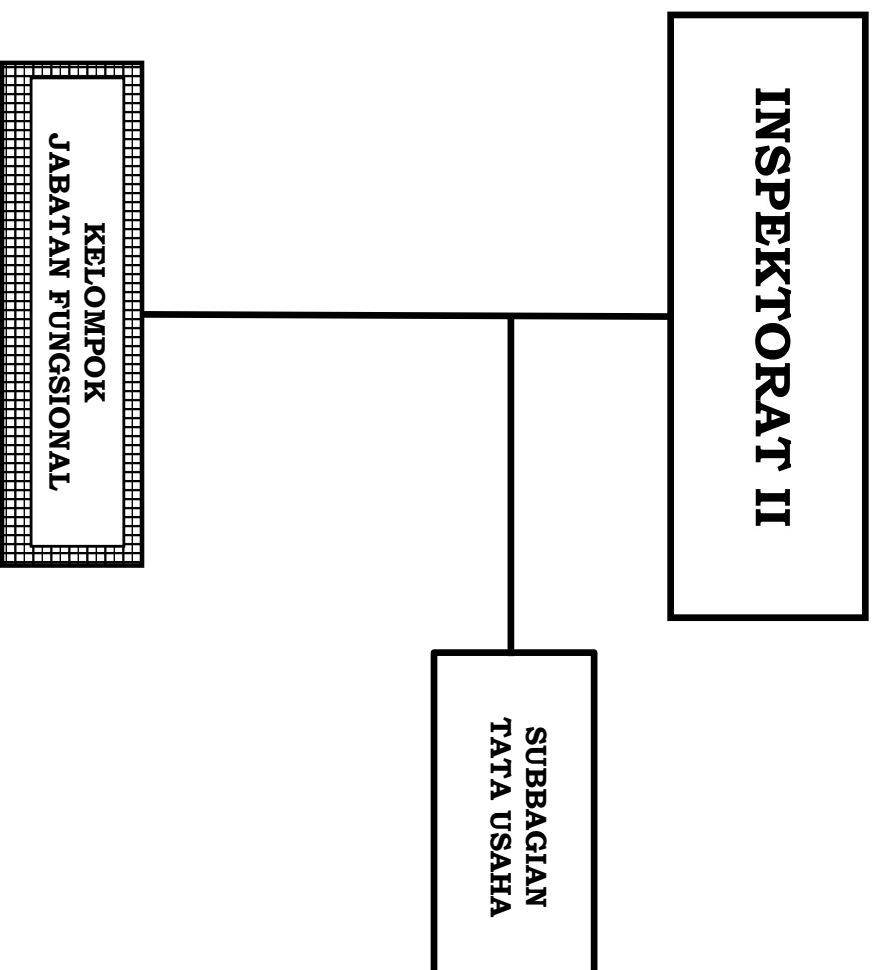 INSPEKTORAT II
SUBBAGIAN
TATA USAHA
KELOMPOK
JABATAN FUNGSIONAL